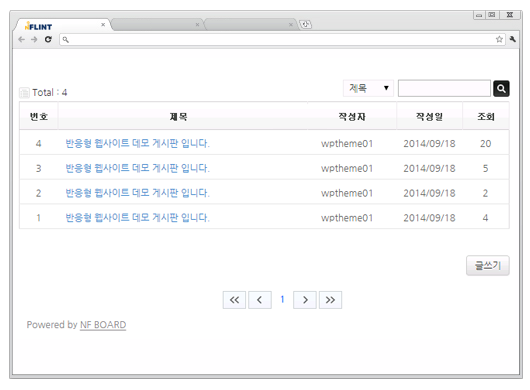 FLINT
Total : 4
제목
번호 제목 작성자 작성일 조회
4 반응형 웹사이트 데모 게시판 입니다. wptheme01 2014/09/18 20
3 반응형 웹사이트 데모 게시판 입니다. wptheme01 2014/09/18 5
2 반응형 웹사이트 데모 게시판 입니다. wptheme01 2014/09/18 2
1 반응형 웹사이트 데모 게시판 입니다. wptheme01 2014/09/18 4
글쓰기
1
Powered by NF BOARD